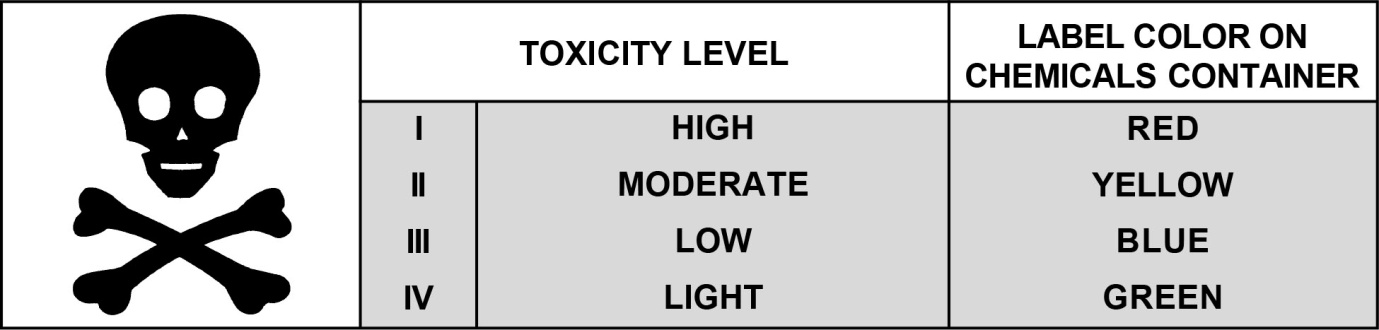 TOXICITY LEVEL
LABEL COLOR ON
CHEMICALS CONTAINER
I HIGH RED
II MODERATE YELLOW
III LOW BLUE
IV LIGHT GREEN